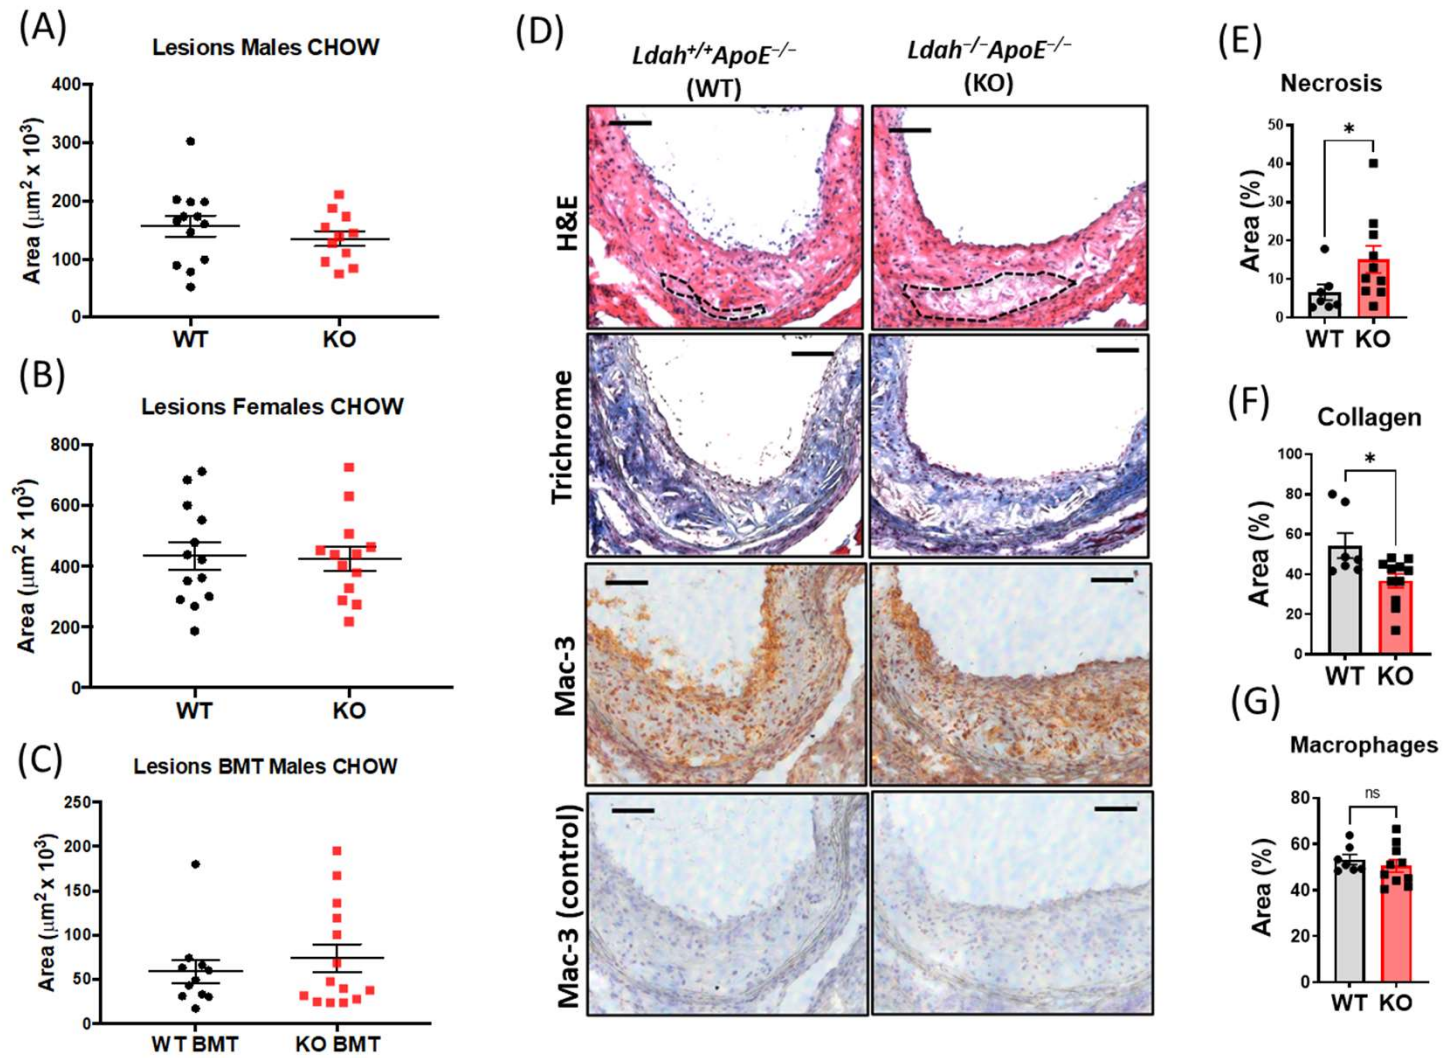 (A)
Lesions Males CHOW
Area (µm² x 10³)
400
300
200
100
0
WT KO
(B)
Lesions Females CHOW
Area (µm² x 10³)
800
600
400
200
0
WT KO
(C)
Lesions BMT Males CHOW
Area (µm² x 10³)
250
200
150
100
50
0
WT BMT KO BMT
(D)
Ldah⁺/⁺ApoE⁻/⁻
(WT)
Ldah⁻/⁻ApoE⁻/⁻
(KO)
H&E
Trichrome
Mac-3
Mac-3 (control)
(E)
Necrosis
*
Area (%)
50
40
30
20
10
0
WT KO
(F)
Collagen
*
Area (%)
100
80
60
40
20
0
WT KO
(G)
Macrophages
ns
Area (%)
80
60
40
20
0
WT KO